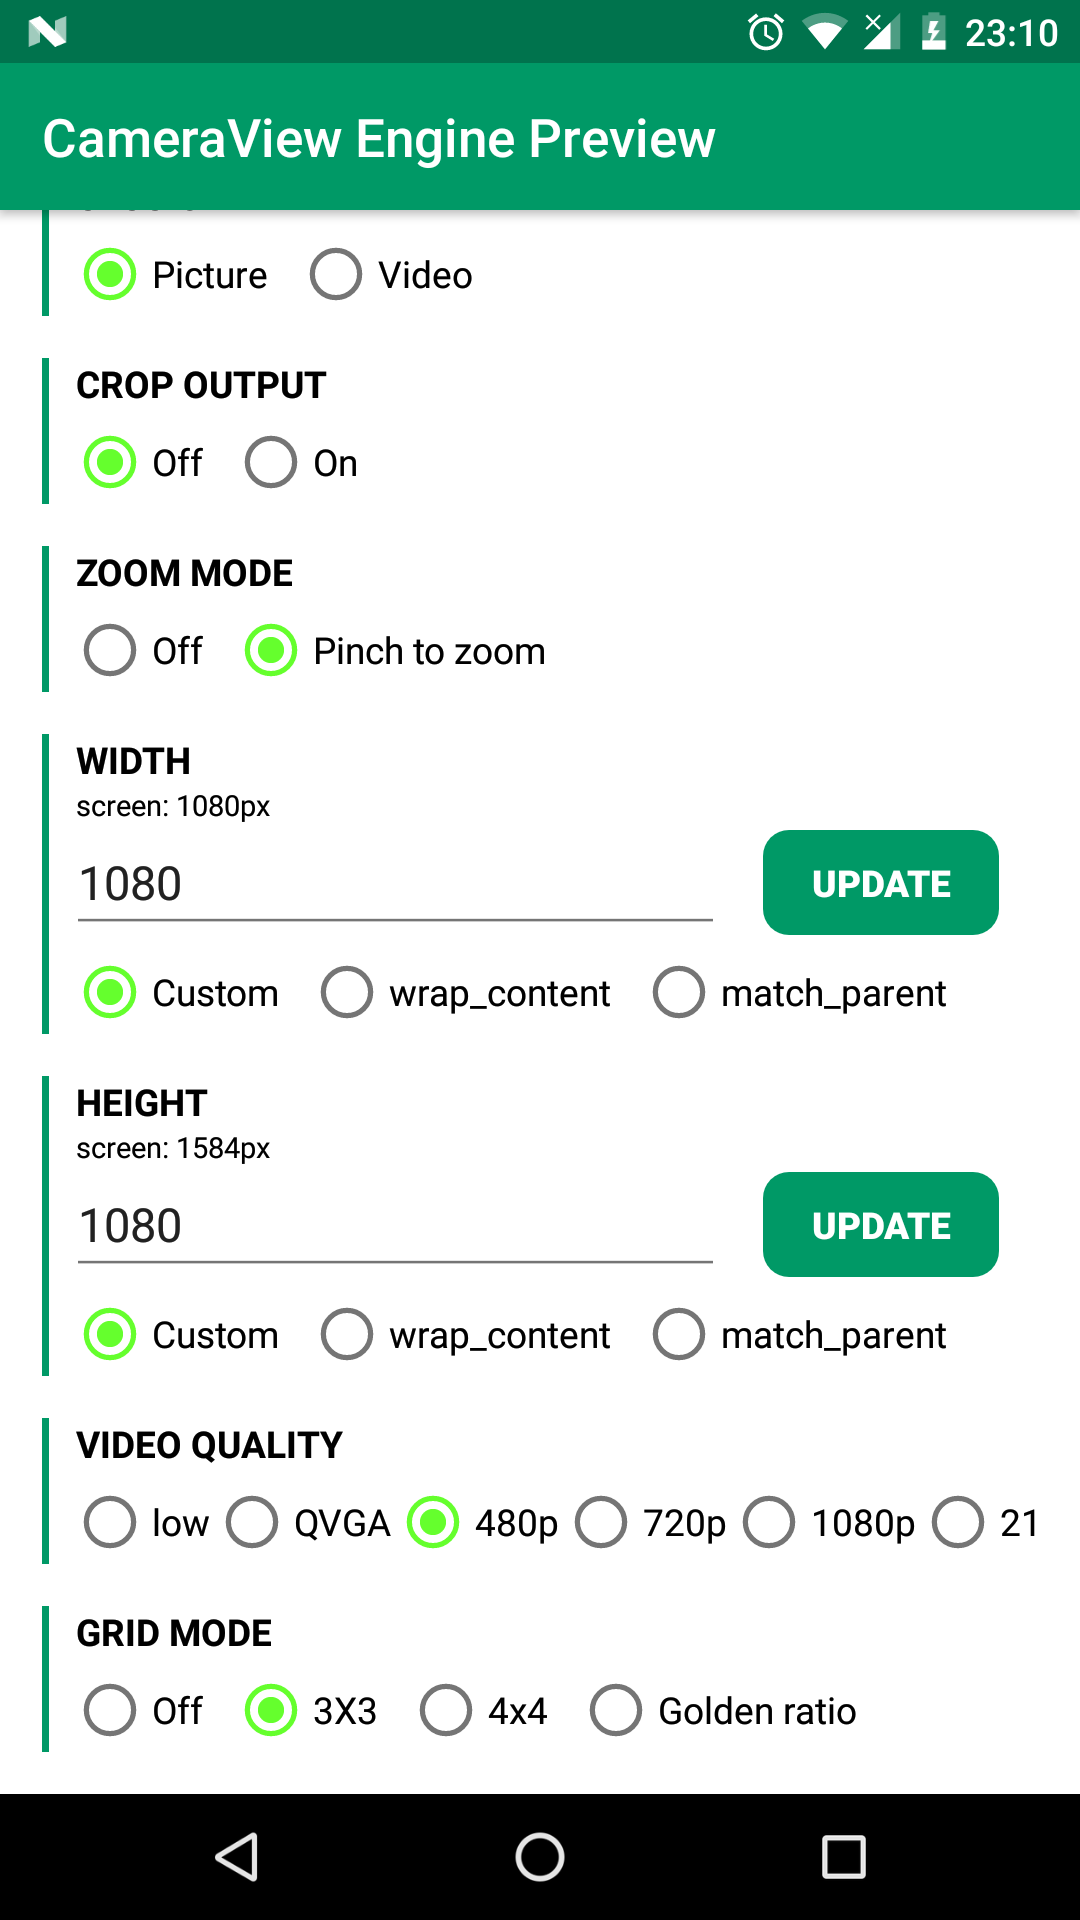 23:10
CameraView Engine Preview
Picture Video
CROP OUTPUT
Off On
ZOOM MODE
Off Pinch to zoom
WIDTH
screen: 1080px
1080 UPDATE
Custom wrap_content match_parent
HEIGHT
screen: 1584px
1080 UPDATE
Custom wrap_content match_parent
VIDEO QUALITY
low QVGA 480p 720p 1080p 21
GRID MODE
Off 3X3 4x4 Golden ratio